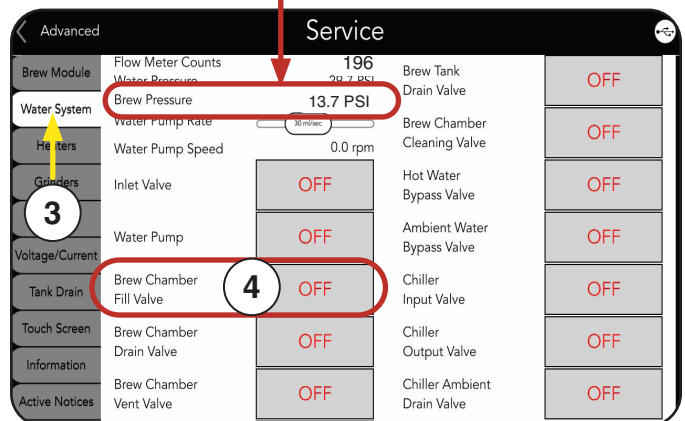 Advanced
Service
Brew Module
Water System
Heaters
Grinders
3
Voltage/Current
Tank Drain
Touch Screen
Information
Active Notices
Flow Meter Counts 196
Water Pressure 29.7 PSI
Brew Pressure 13.7 PSI
Water Pump Rate 30 ml/sec
Water Pump Speed 0.0 rpm
Inlet Valve OFF
Water Pump OFF
Brew Chamber
Fill Valve
4
OFF
Brew Chamber
Drain Valve
OFF
Brew Chamber
Vent Valve
OFF
Brew Tank
Drain Valve
OFF
Brew Chamber
Cleaning Valve
OFF
Hot Water
Bypass Valve
OFF
Ambient Water
Bypass Valve
OFF
Chiller
Input Valve
OFF
Chiller
Output Valve
OFF
Chiller Ambient
Drain Valve
OFF